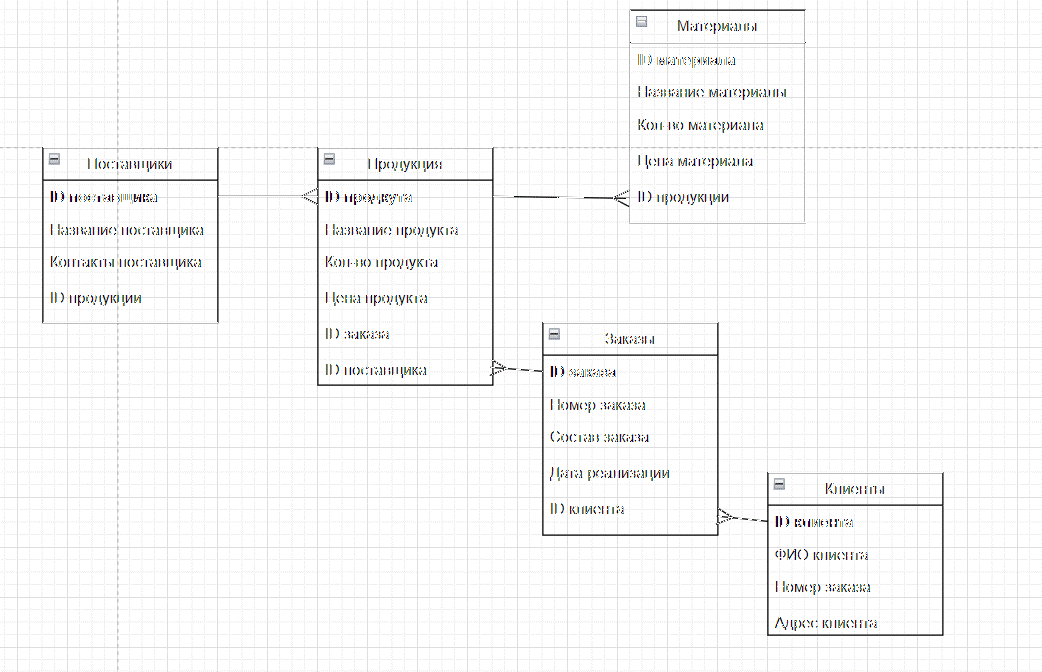 Материалы
ID материала
Название материалы
Кол-во материала
Цена материала
ID продукции
Поставщики
ID поставщика
Название поставщика
Контакты поставщика
ID продукции
Продукция
ID продкута
Название продукта
Кол-во продукта
Цена продукта
ID заказа
ID поставщика
Заказы
ID заказа
Номер заказа
Состав заказа
Дата реализации
ID клиента
Клиенты
ID клиента
ФИО клиента
Номер заказа
Адрес клиента